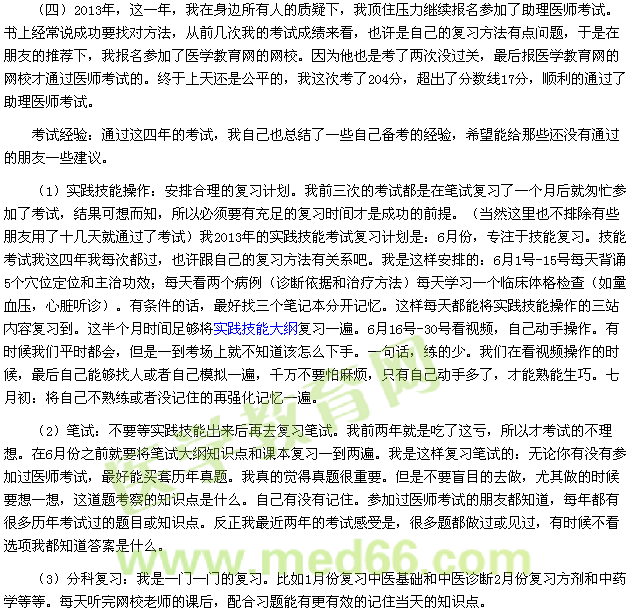 （四）2013年，这一年，我在身边所有人的质疑下，我顶住压力继续报名参加了助理医师考试。
书上经常说成功要找对方法，从前几次我的考试成绩来看，也许是自己的复习方法有点问题，于是在
朋友的推荐下，我报名参加了医学教育网的网校。因为他也是考了两次没过关，最后报医学教育网的
网校才通过医师考试的。终于上天还是公平的，我这次考了204分，超出了分数线17分，顺利的通过了
助理医师考试。
考试经验：通过这四年的考试，我自己也总结了一些自己备考的经验，希望能给那些还没有通过
的朋友一些建议。
（1）实践技能操作：安排合理的复习计划。我前三次的考试都是在笔试复习了一个月后就匆忙参
加了考试，结果可想而知，所以必须要有充足的复习时间才是成功的前提。（当然这里也不排除有些
朋友用了十几天就通过了考试）我2013年的实践技能考试复习计划是：6月份，专注于技能复习。技能
考试我这四年我每次都过，也许跟自己的复习方法有关系吧。我是这样安排的：6月1号-15号每天背诵
5个穴位定位和主治功效；每天看两个病例（诊断依据和治疗方法）每天学习一个临床体格检查（如量
血压，心脏听诊）。有条件的话，最好找三个笔记本分开记忆。这样每天都能将实践技能操作的三站
内容复习到。这半个月时间足够将实践技能大纲复习一遍。6月16号-30号看视频，自己动手操作。有
时候我们平时都会，但是一到考场上就不知道该怎么下手。一句话，练的少。我们在看视频操作的时
候，最后自己能够找人或者自己模拟一遍，千万不要怕麻烦，只有自己动手多了，才能熟能生巧。七
月初：将自己不熟练或者没记住的再强化记忆一遍。
（2）笔试：不要等实践技能出来后再去复习笔试。我前两年就是吃了这亏，所以才考试的不理
想。在6月份之前就要将笔试大纲知识点和课本复习一到两遍。我是这样复习笔试的，无论你有没有参
加过医师考试，最好能买套历年真题。我真的觉得真题很重要。但是不要盲目的去做，尤其做的时候
要想一想，这道题考察的知识点是什么。自己有没有记住。参加过医师考试的朋友都知道，每年都有
很多历年考试过的题目或知识点。反正我最近两年的考试感受是，很多题都做过或见过，有时候不看
选项我都知道答案是什么。
（3）分科复习：我是一门一门的复习。比如1月份复习中医基础和中医诊断2月份复习方剂和中药
学等等。每天听完网校老师的课后，配合习题能有更有效的记住当天的知识点。
医学教育网
www.med66.com